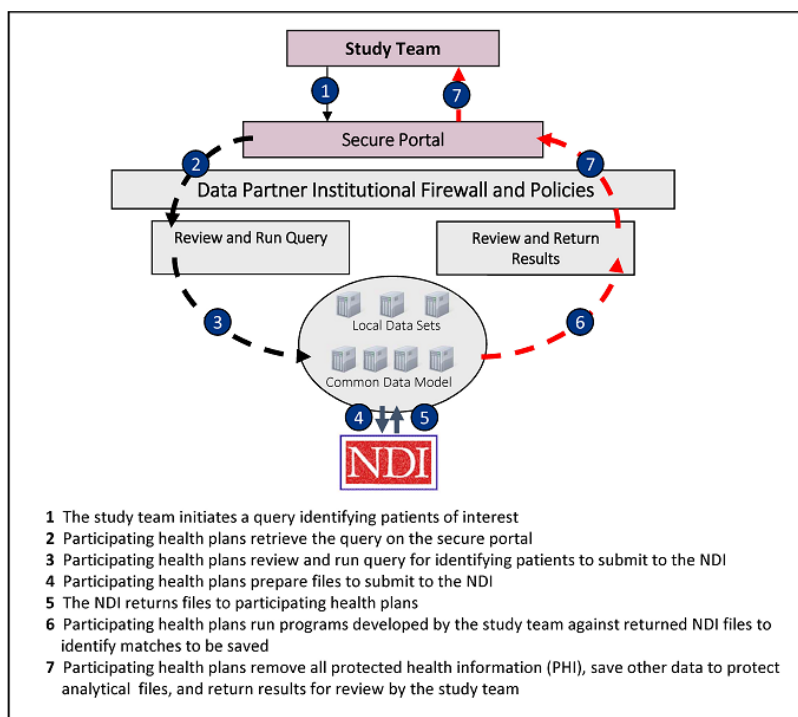 Study Team
1
7
Secure Portal
2
7
Data Partner Institutional Firewall and Policies
Review and Run Query
Review and Return
Results
3
6
Local Data Sets
Common Data Model
4
5
NDI
1 The study team initiates a query identifying patients of interest
2 Participating health plans retrieve the query on the secure portal
3 Participating health plans review and run query for identifying patients to submit to the NDI
4 Participating health plans prepare files to submit to the NDI
5 The NDI returns files to participating health plans
6 Participating health plans run programs developed by the study team against returned NDI files to
identify matches to be saved
7 Participating health plans remove all protected health information (PHI), save other data to protect
analytical files, and return results for review by the study team